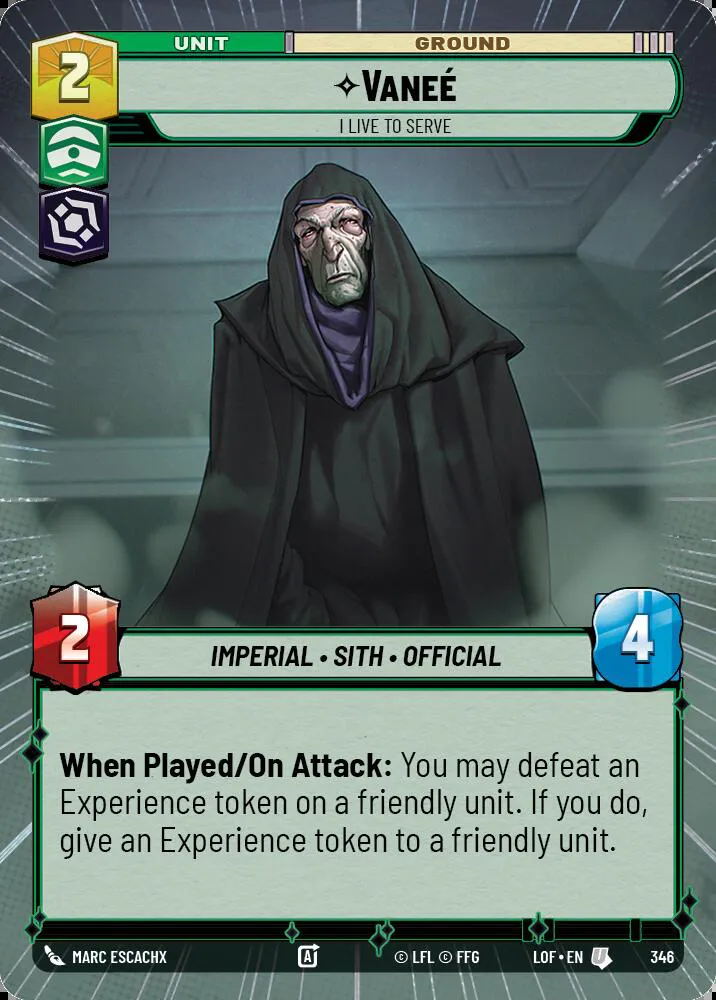 UNIT
GROUND
2
✧VANEÉ
I LIVE TO SERVE
2
IMPERIAL • SITH • OFFICIAL
4
When Played/On Attack: You may defeat an
Experience token on a friendly unit. If you do,
give an Experience token to a friendly unit.
MARC ESCACHX
A
© LFL © FFG
LOF • EN
U
346